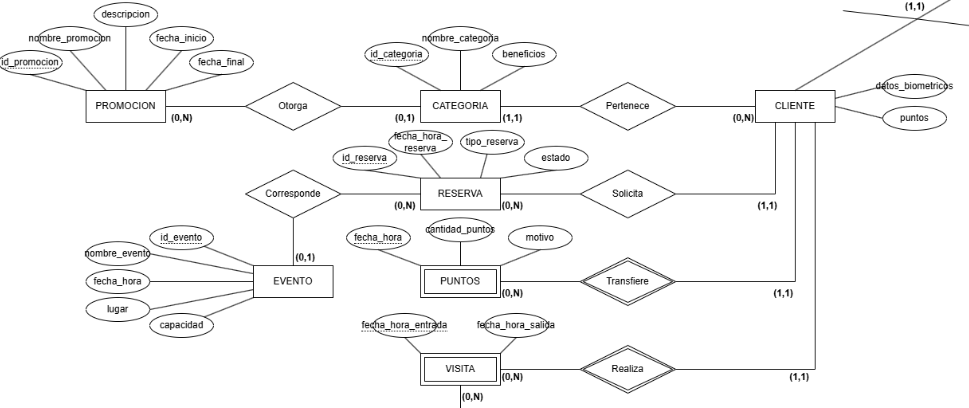 (1,1)
descripcion
nombre_promocion
fecha_inicio
id_promocion
fecha_final
nombre_categoria
id_categoria
beneficios
datos_biometricos
puntos
PROMOCION
Otorga
CATEGORIA
Pertenece
CLIENTE
(0,N)
(0,1)
(1,1)
(0,N)
fecha_hora_
reserva
tipo_reserva
id_reserva
estado
Corresponde
RESERVA
Solicita
(0,N)
(0,N)
(1,1)
id_evento
nombre_evento
fecha_hora
lugar
capacidad
(0,1)
EVENTO
fecha_hora
cantidad_puntos
motivo
PUNTOS
Transfiere
(0,N)
(1,1)
fecha_hora_entrada
fecha_hora_salida
VISITA
Realiza
(0,N)
(1,1)
(0,N)